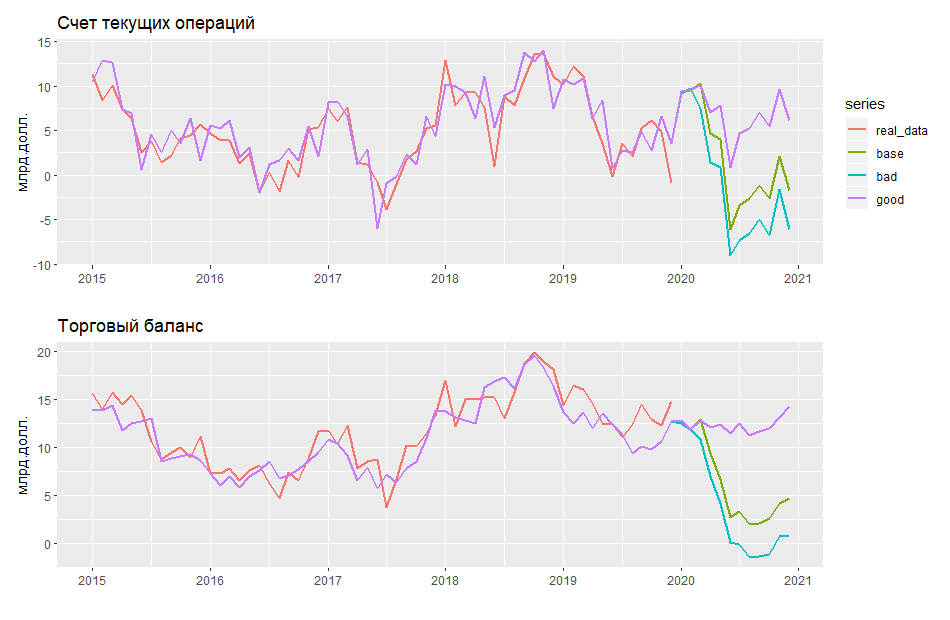 Счет текущих операций
млрд.долл.
15
10
5
0
-5
-10
2015 2016 2017 2018 2019 2020 2021
series
real_data
base
bad
good
Торговый баланс
млрд.долл.
20
15
10
5
0
2015 2016 2017 2018 2019 2020 2021